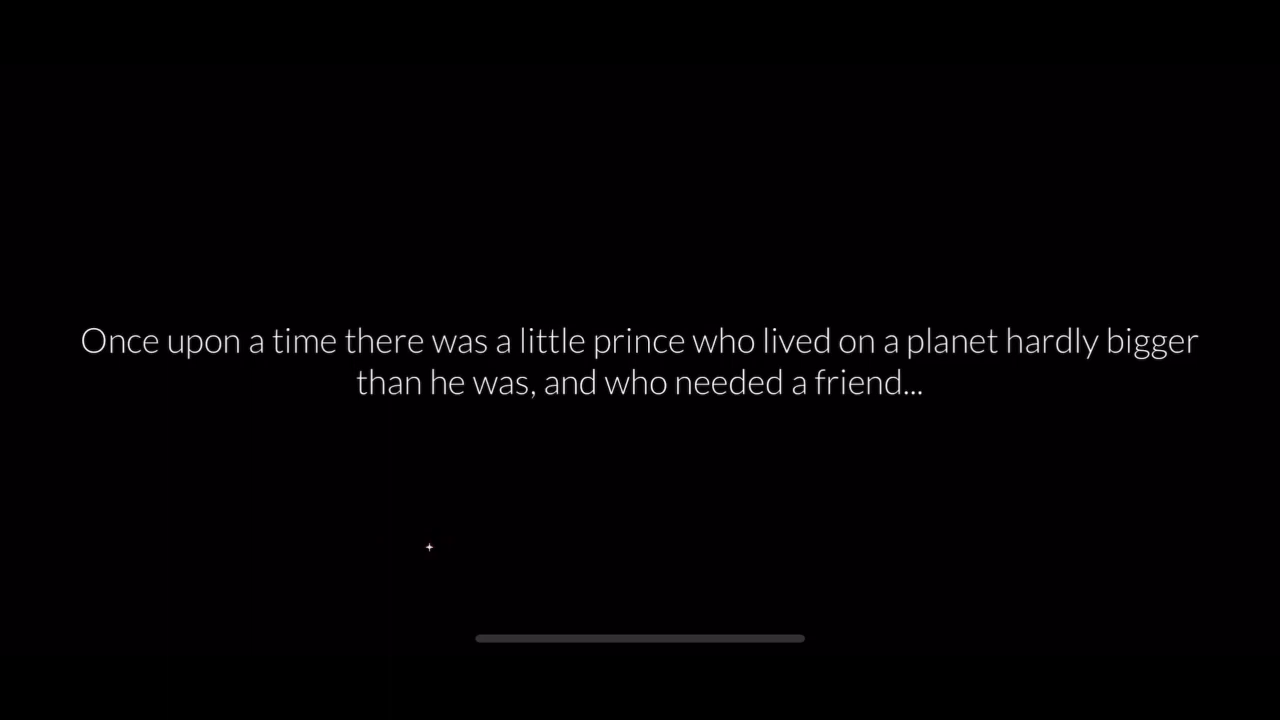 Once upon a time there was a little prince who lived on a planet hardly bigger
than he was, and who needed a friend...